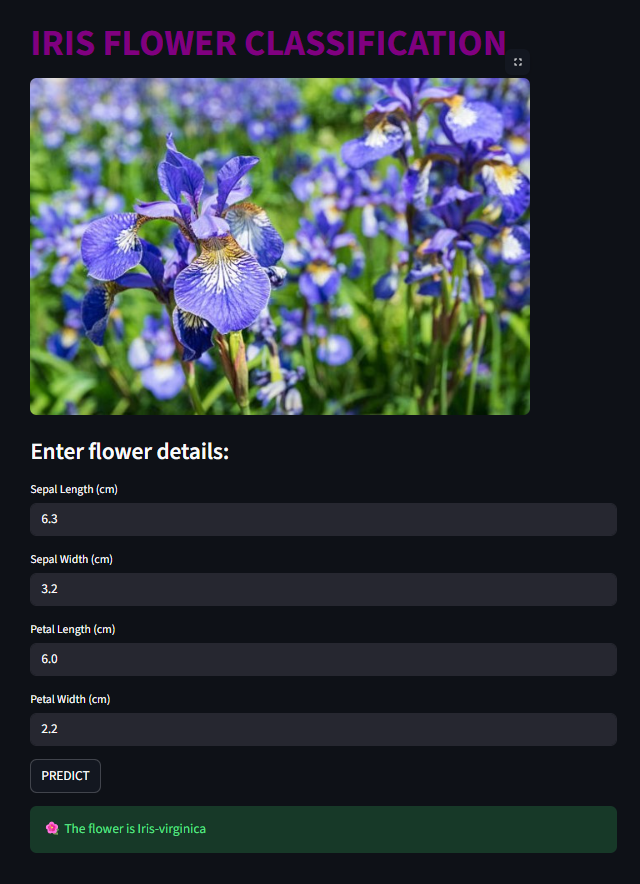 IRIS FLOWER CLASSIFICATION
Enter flower details:
Sepal Length (cm)
6.3
Sepal Width (cm)
3.2
Petal Length (cm)
6.0
Petal Width (cm)
2.2
PREDICT
🌺 The flower is Iris-virginica